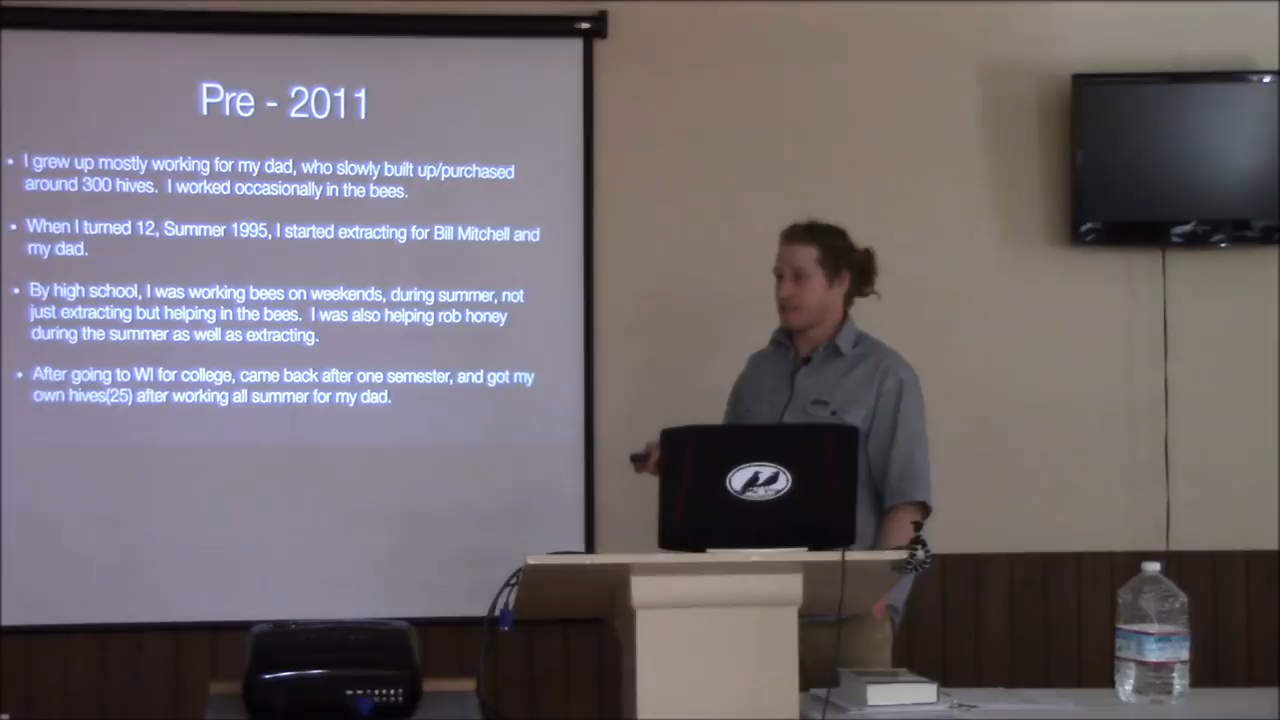 Pre - 2011
• I grew up mostly working for my dad, who slowly built up/purchased
around 300 hives. I worked occasionally in the bees.
• When I turned 12, Summer 1995, I started extracting for Bill Mitchell and
my dad.
• By high school, I was working bees on weekends, during summer, not
just extracting but helping in the bees. I was also helping rob honey
during the summer as well as extracting.
• After going to WI for college, came back after one semester, and got my
own hives(25) after working all summer for my dad.